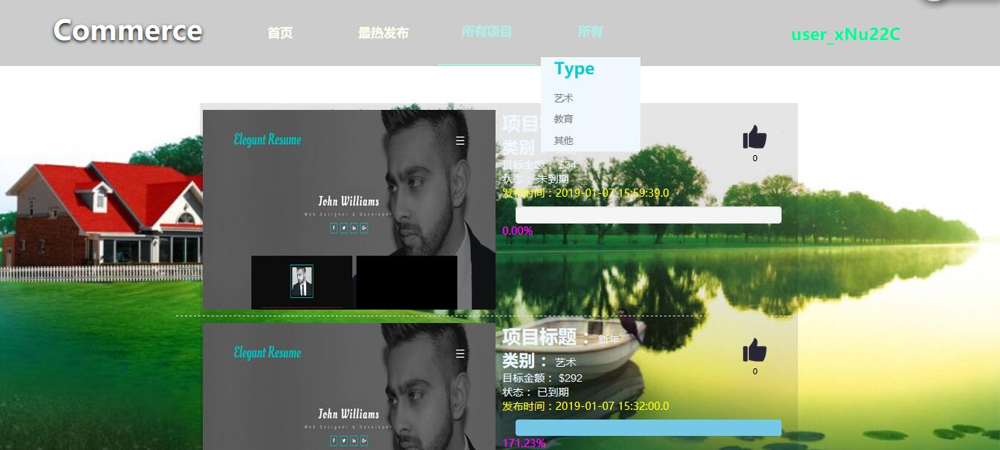 Commerce
首页
最热发布
所有项目
所有
user_xNu22C
Type
艺术
教育
其他
Elegant Resume
John Williams
Web Designer & Developer
项目
类别：
目标金额： $34
状态： 未到期
发布时间：2019-01-07 15:59:39.0
0.00%
0
Elegant Resume
John Williams
Web Designer & Developer
项目标题： 新年
类别： 艺术
目标金额： $292
状态： 已到期
发布时间：2019-01-07 15:32:00.0
171.23%
0